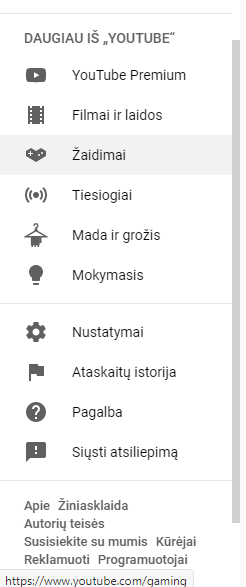 DAUGIAU IŠ „YOUTUBE“
YouTube Premium
Filmai ir laidos
Žaidimai
Tiesiogiai
Mada ir grožis
Mokymasis
Nustatymai
Ataskaitų istorija
Pagalba
Siųsti atsiliepimą
Apie Žiniasklaida
Autorių teisės
Susisiekite su mumis Kūrėjai
Reklamuoti Programuotojai
https://www.youtube.com/gaming